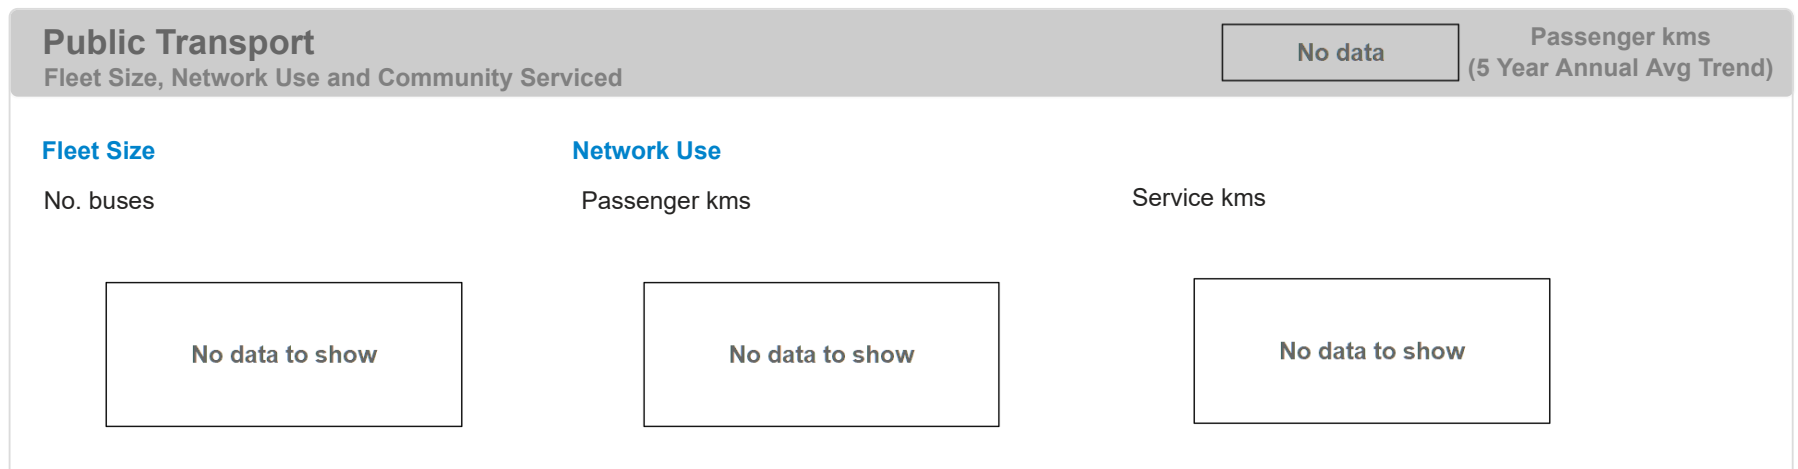 Public Transport
Fleet Size, Network Use and Community Serviced
No data
Passenger kms
(5 Year Annual Avg Trend)
Fleet Size
Network Use
No. buses
Passenger kms
Service kms
No data to show
No data to show
No data to show